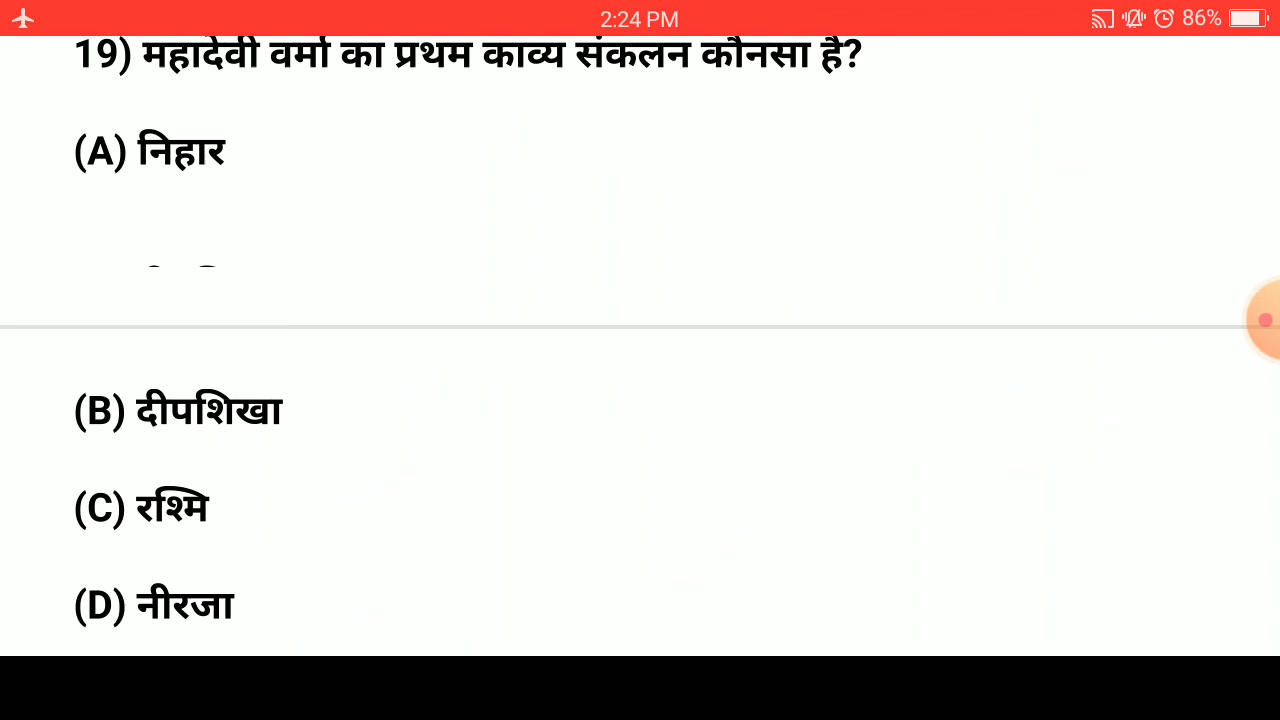 2:24 PM 86%
19) महादेवी वर्मा का प्रथम काव्य संकलन कौनसा है?
(A) निहार
(B) दीपशिखा
(C) रश्मि
(D) नीरजा